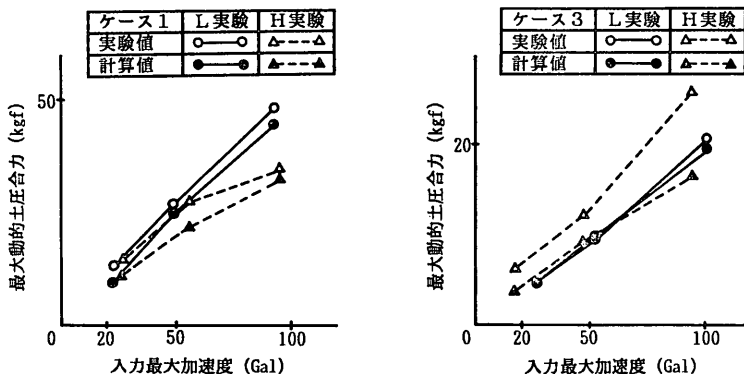 ケース1 L実験 H実験
実験値
計算値
50
最大動的土圧合力 (kgf)
0 20 50 100
入力最大加速度 (Gal)
ケース3 L実験 H実験
実験値
計算値
20
最大動的土圧合力 (kgf)
0 20 50 100
入力最大加速度 (Gal)